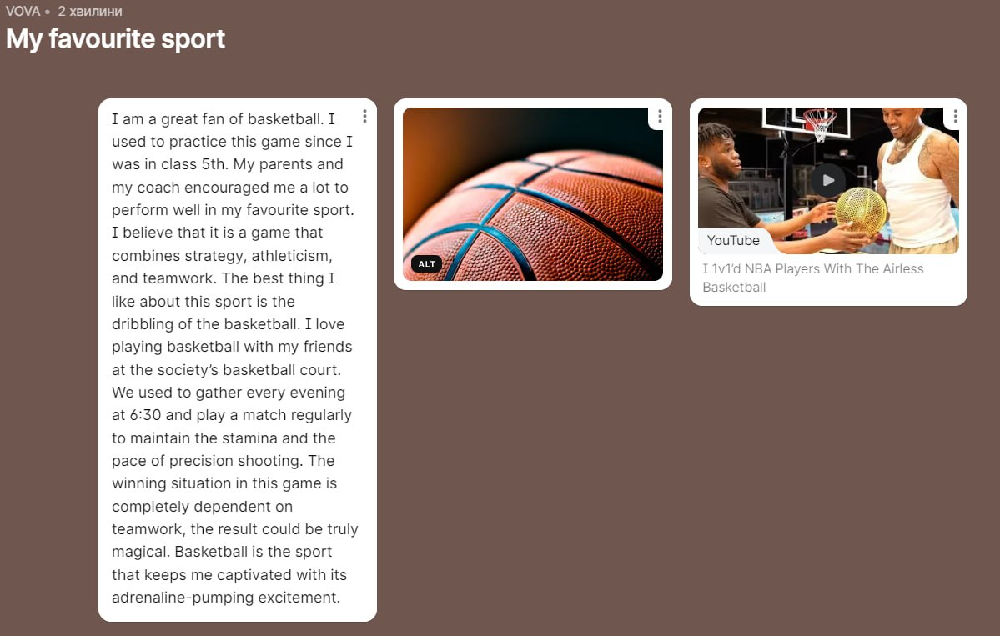 VOVA • 2 хвилини
My favourite sport
I am a great fan of basketball. I
used to practice this game since I
was in class 5th. My parents and
my coach encouraged me a lot to
perform well in my favourite sport.
I believe that it is a game that
combines strategy, athleticism,
and teamwork. The best thing I
like about this sport is the
dribbling of the basketball. I love
playing basketball with my friends
at the society’s basketball court.
We used to gather every evening
at 6:30 and play a match regularly
to maintain the stamina and the
pace of precision shooting. The
winning situation in this game is
completely dependent on
teamwork, the result could be truly
magical. Basketball is the sport
that keeps me captivated with its
adrenaline-pumping excitement.
ALT
YouTube
I 1v1'd NBA Players With The Airless
Basketball